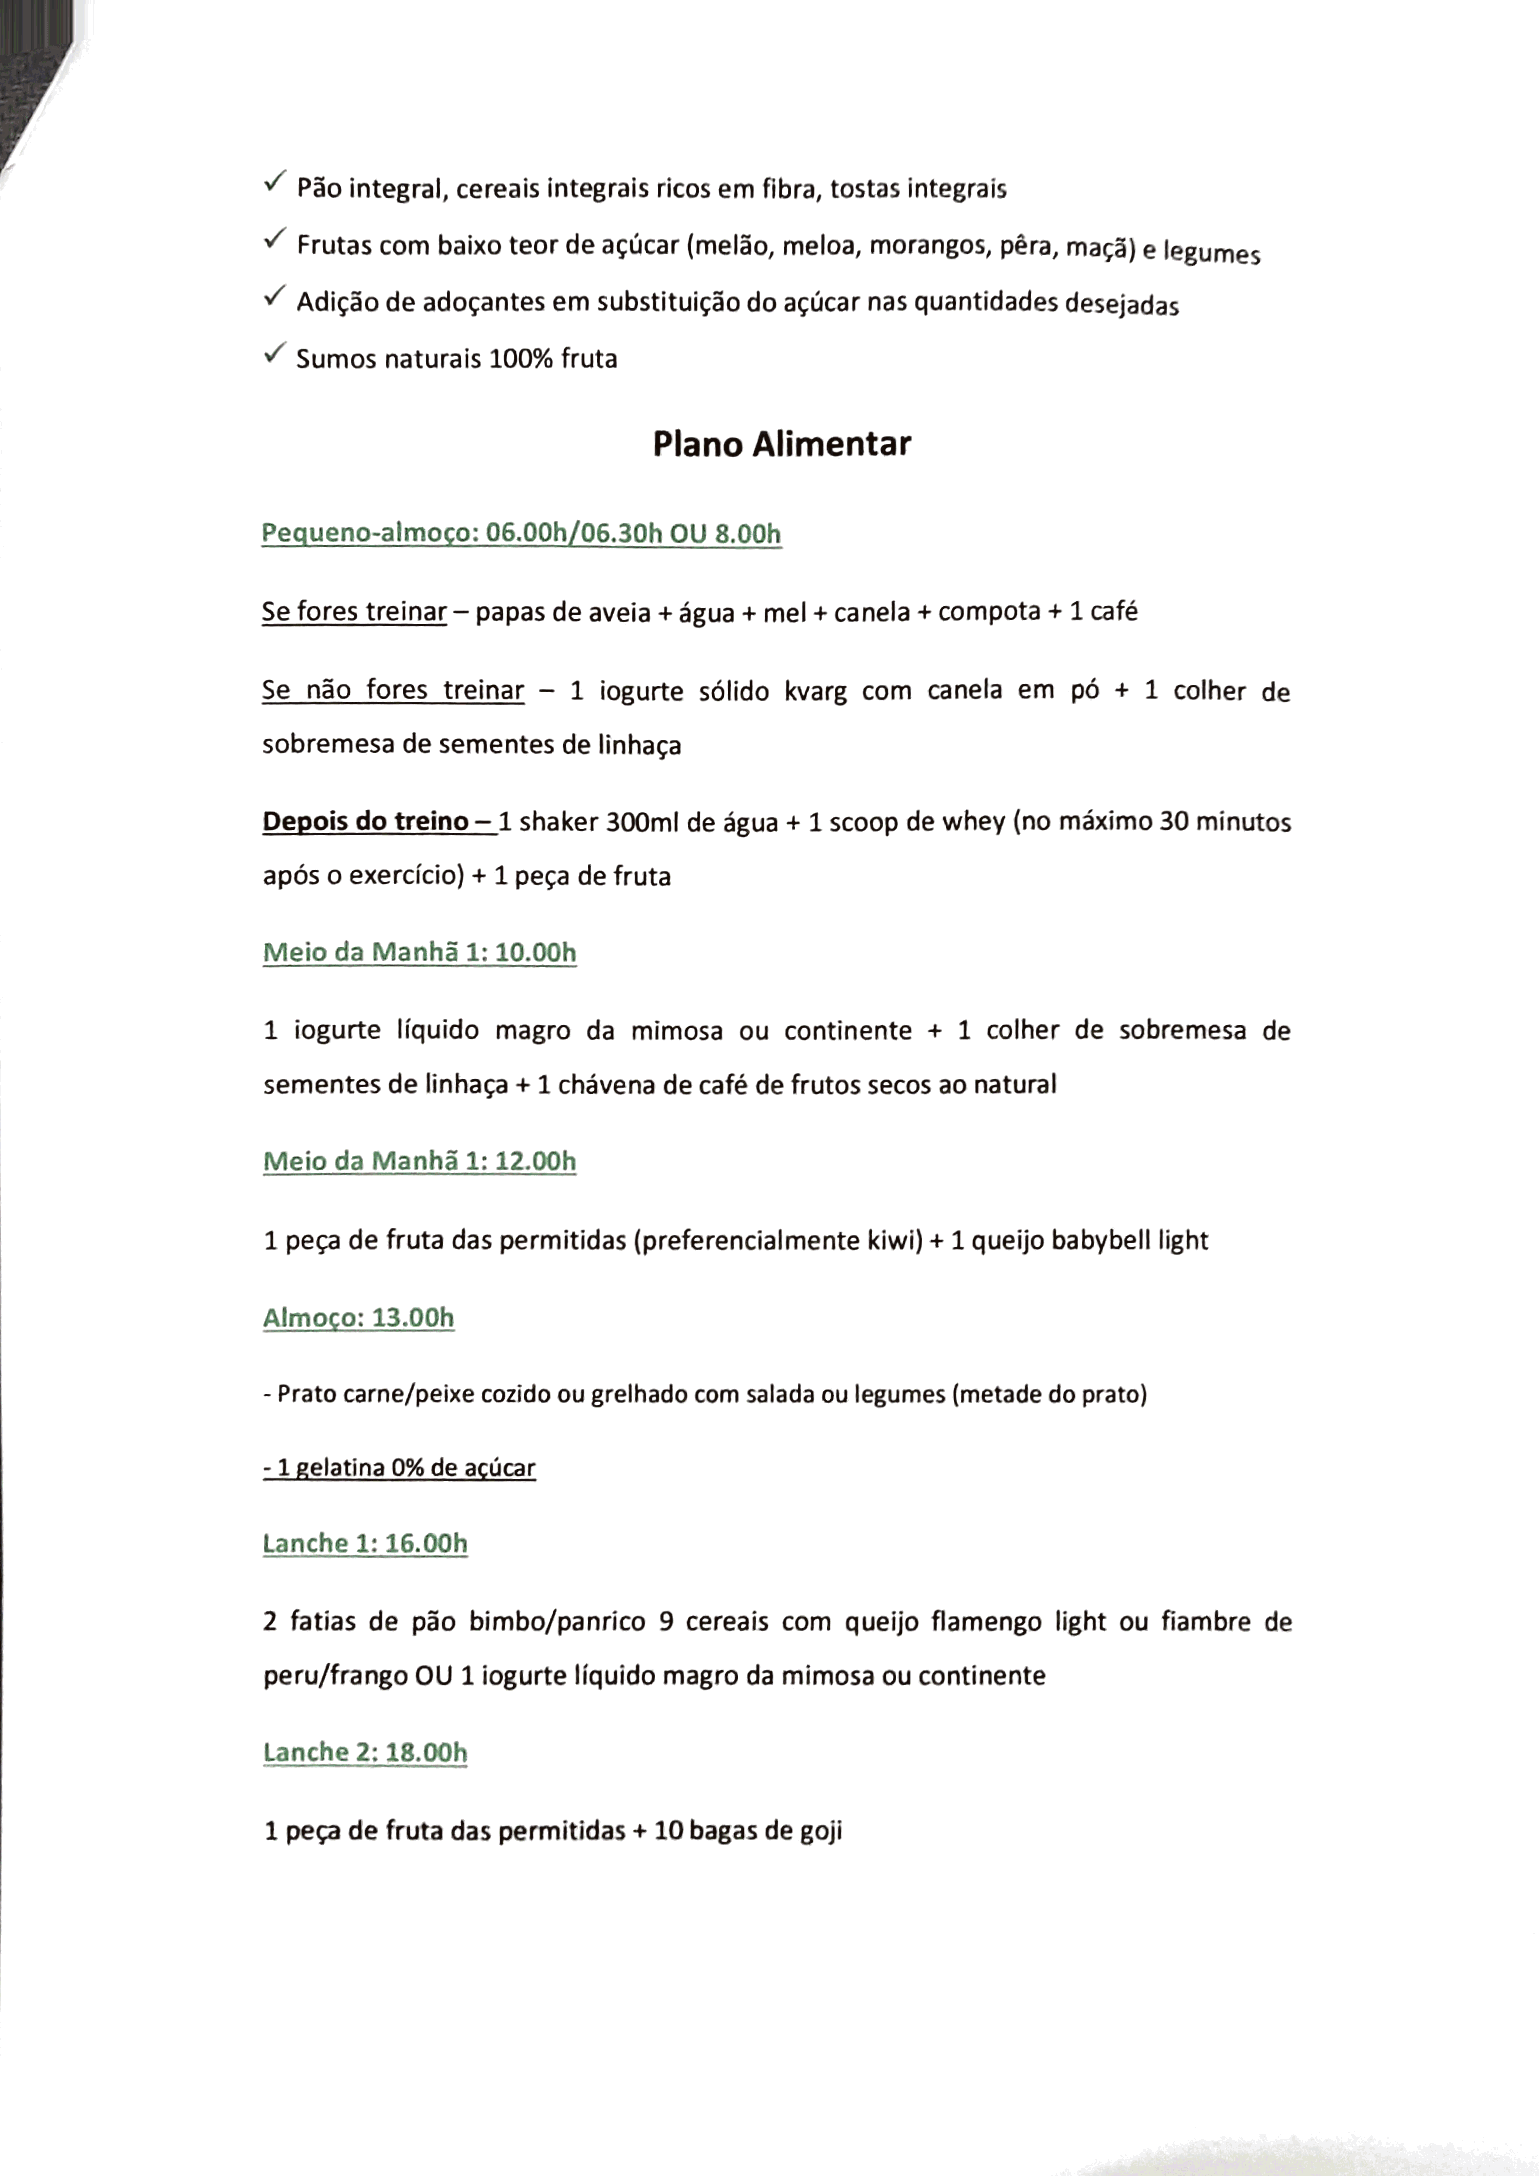 ✓ Pão integral, cereais integrais ricos em fibra, tostas integrais
✓ Frutas com baixo teor de açúcar (melão, meloa, morangos, pêra, maçã) e legumes
✓ Adição de adoçantes em substituição do açúcar nas quantidades desejadas
✓ Sumos naturais 100% fruta
Plano Alimentar
Pequeno-almoço: 06.00h/06.30h OU 8.00h
Se fores treinar – papas de aveia + água + mel + canela + compota + 1 café
Se não fores treinar – 1 iogurte sólido kvarg com canela em pó + 1 colher de
sobremesa de sementes de linhaça
Depois do treino – 1 shaker 300ml de água + 1 scoop de whey (no máximo 30 minutos
após o exercício) + 1 peça de fruta
Meio da Manhã 1: 10.00h
1 iogurte líquido magro da mimosa ou continente + 1 colher de sobremesa de
sementes de linhaça + 1 chávena de café de frutos secos ao natural
Meio da Manhã 1: 12.00h
1 peça de fruta das permitidas (preferencialmente kiwi) + 1 queijo babybell light
Almoço: 13.00h
- Prato carne/peixe cozido ou grelhado com salada ou legumes (metade do prato)
- 1 gelatina 0% de açúcar
Lanche 1: 16.00h
2 fatias de pão bimbo/panrico 9 cereais com queijo flamengo light ou fiambre de
peru/frango OU 1 iogurte líquido magro da mimosa ou continente
Lanche 2: 18.00h
1 peça de fruta das permitidas + 10 bagas de goji